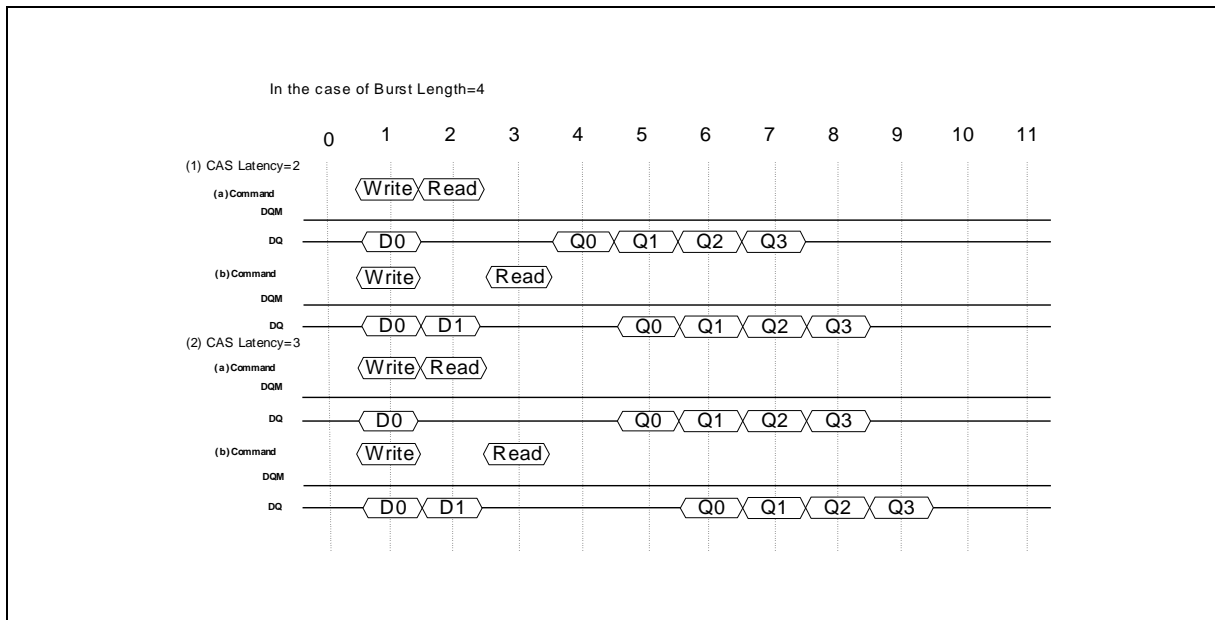 In the case of Burst Length=4
0 1 2 3 4 5 6 7 8 9 10 11
(1) CAS Latency=2
(a)Command Write Read
DQM
DQ D0 Q0 Q1 Q2 Q3
(b)Command Write Read
DQM
DQ D0 D1 Q0 Q1 Q2 Q3
(2) CAS Latency=3
(a)Command Write Read
DQM
DQ D0 Q0 Q1 Q2 Q3
(b)Command Write Read
DQM
DQ D0 D1 Q0 Q1 Q2 Q3